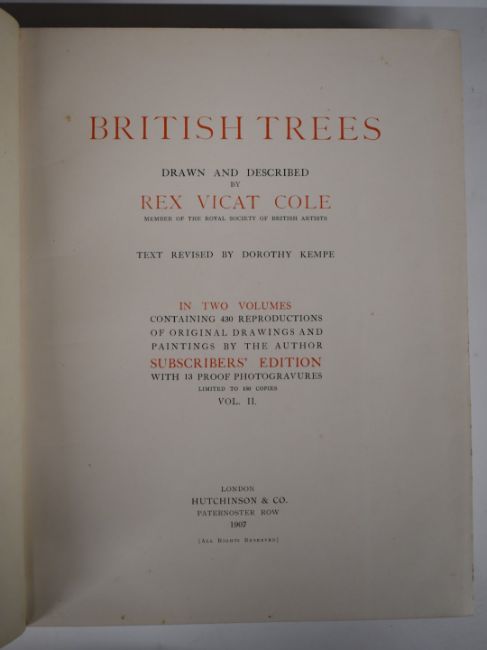 BRITISH TREES
DRAWN AND DESCRIBED
BY
REX VICAT COLE
MEMBER OF THE ROYAL SOCIETY OF BRITISH ARTISTS
TEXT REVISED BY DOROTHY KEMPE
IN TWO VOLUMES
CONTAINING 430 REPRODUCTIONS
OF ORIGINAL DRAWINGS AND
PAINTINGS BY THE AUTHOR
SUBSCRIBERS' EDITION
WITH 13 PROOF PHOTOGRAVURES
LIMITED TO 150 COPIES
VOL. II.
LONDON
HUTCHINSON & CO.
PATERNOSTER ROW
1907
[ALL RIGHTS RESERVED]